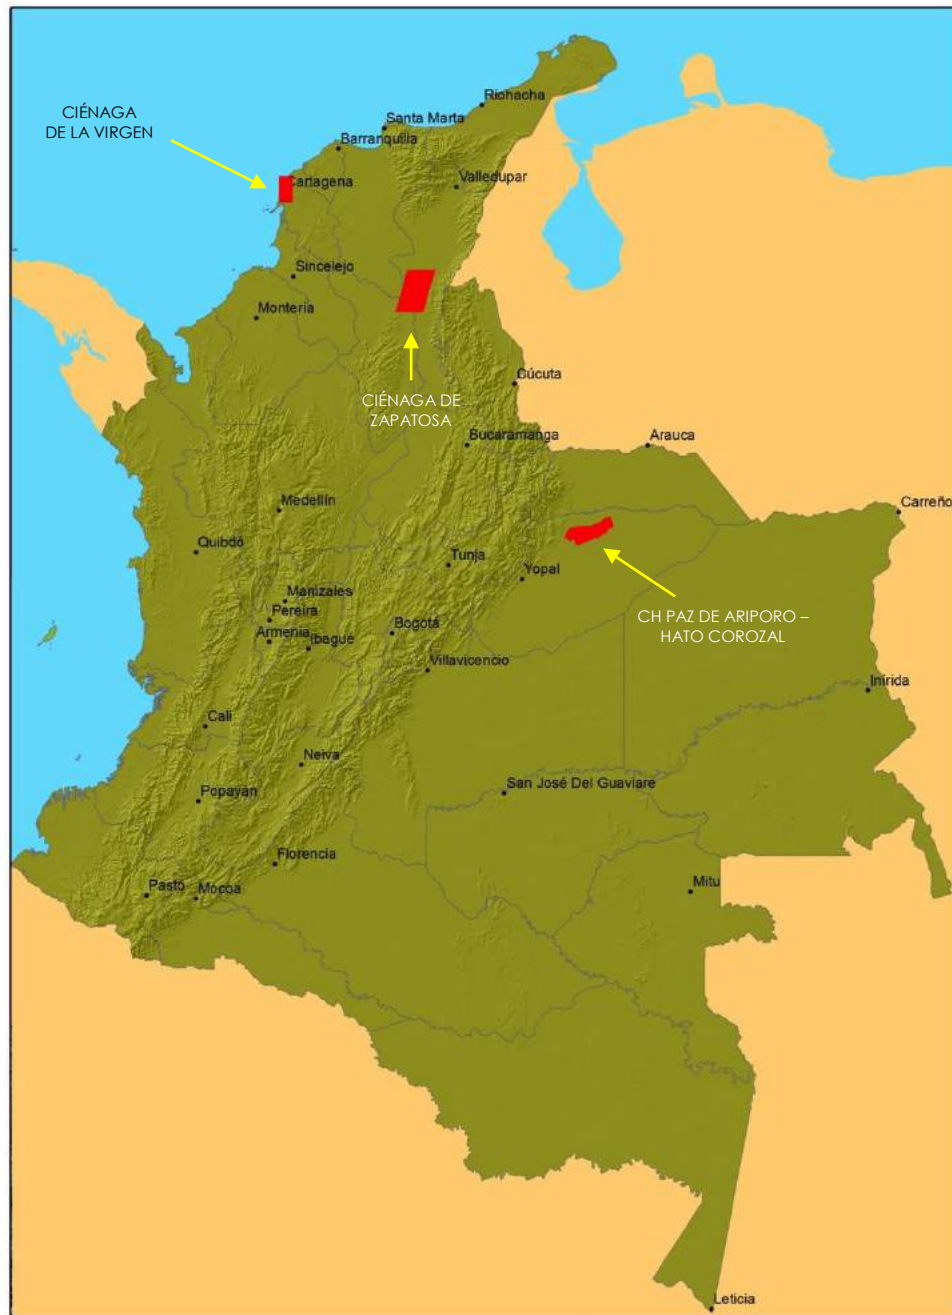 CIÉNAGA
DE LA VIRGEN
Riohacha
Santa Marta
Barranquilla
Valledupar
Cartagena
Sincelejo
Montería
CIÉNAGA DE
ZAPATOSA
Cúcuta
Bucaramanga
Arauca
Carreño
Medellín
Quibdó
Tunja
Yopal
CH PAZ DE ARIPORO –
HATO COROZAL
Manizales
Pereira
Armenia
Ibagué
Bogotá
Villavicencio
Inírida
Cali
Neiva
San José Del Guaviare
Popayán
Florencia
Pasto
Mocoa
Mitu
Leticia